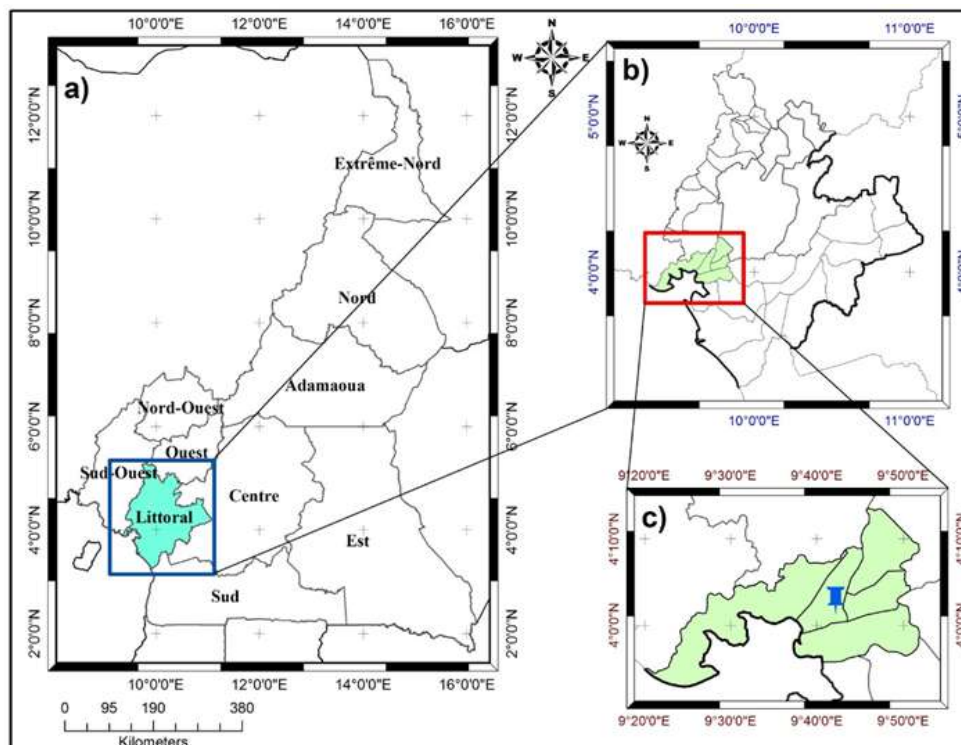 10°0'0"E 12°0'0"E 14°0'0"E 16°0'0"E
a)
N
W E
S
12°0'0"N
10°0'0"N
8°0'0"N
6°0'0"N
4°0'0"N
2°0'0"N
Extrême-Nord
Nord
Adamaoua
Nord-Ouest
Ouest
Sud-Ouest
Centre
Littoral
Est
Sud
12°0'0"N
10°0'0"N
8°0'0"N
6°0'0"N
4°0'0"N
2°0'0"N
10°0'0"E 12°0'0"E 14°0'0"E 16°0'0"E
0 95 190 380
Kilometers
10°0'0"E 11°0'0"E
b)
N
W E
S
5°0'0"N
4°0'0"N
5°0'0"N
4°0'0"N
10°0'0"E 11°0'0"E
9°20'0"E 9°30'0"E 9°40'0"E 9°50'0"E
c)
4°10'0"N
4°0'0"N
4°10'0"N
4°0'0"N
9°20'0"E 9°30'0"E 9°40'0"E 9°50'0"E